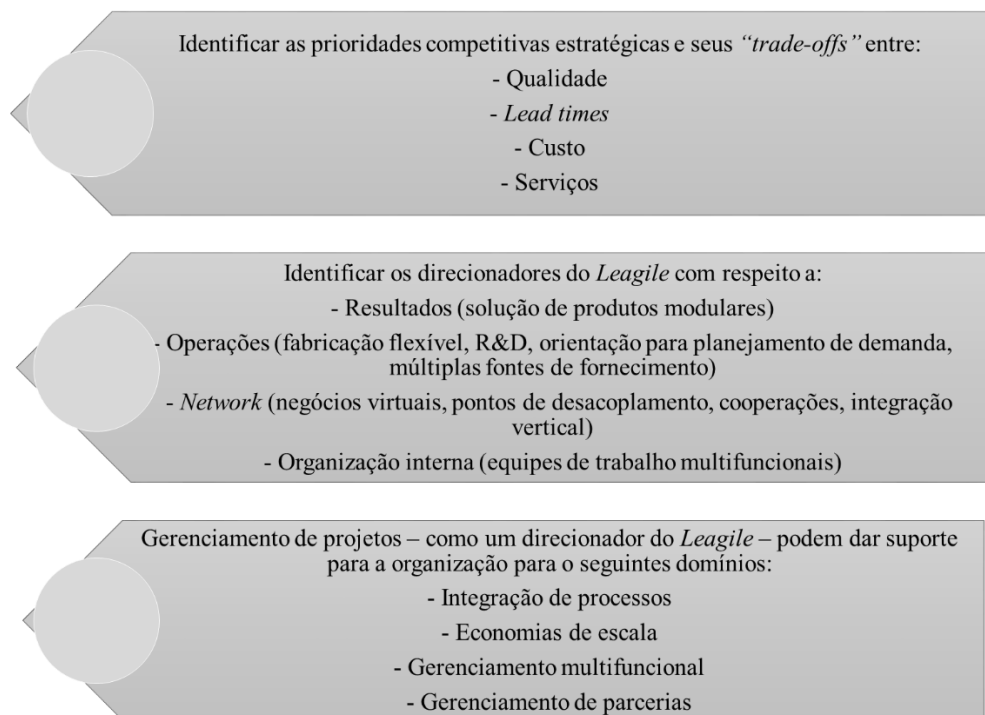 Identificar as prioridades competitivas estratégicas e seus “trade-offs” entre:
- Qualidade
- Lead times
- Custo
- Serviços
Identificar os direcionadores do Leagile com respeito a:
- Resultados (solução de produtos modulares)
- Operações (fabricação flexível, R&D, orientação para planejamento de demanda,
múltiplas fontes de fornecimento)
- Network (negócios virtuais, pontos de desacoplamento, cooperações, integração
vertical)
- Organização interna (equipes de trabalho multifuncionais)
Gerenciamento de projetos – como um direcionador do Leagile – podem dar suporte
para a organização para o seguintes domínios:
- Integração de processos
- Economias de escala
- Gerenciamento multifuncional
- Gerenciamento de parcerias